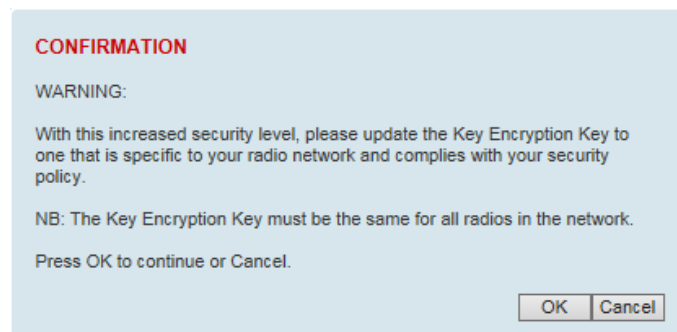 CONFIRMATION
WARNING:
With this increased security level, please update the Key Encryption Key to
one that is specific to your radio network and complies with your security
policy.
NB: The Key Encryption Key must be the same for all radios in the network.
Press OK to continue or Cancel.
OK Cancel